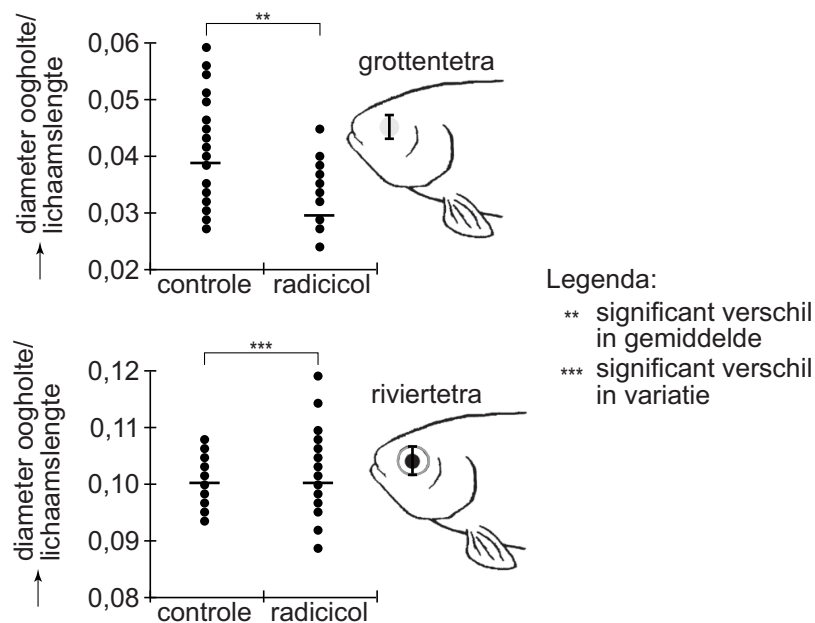 **
0,06
0,05
0,04
0,03
0,02
diameter oogholte/
lichaamslengte
controle
radicicol
grottentetra
***
0,12
0,11
0,10
0,09
0,08
diameter oogholte/
lichaamslengte
controle
radicicol
riviertetra
Legenda:
** significant verschil
in gemiddelde
*** significant verschil
in variatie